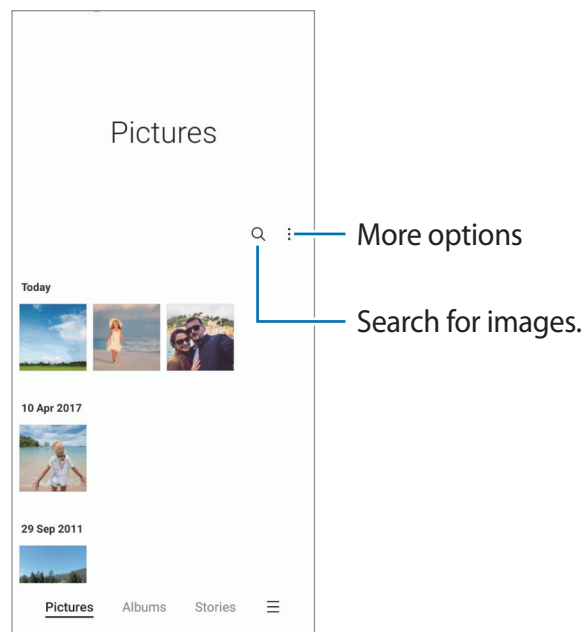 Pictures
More options
Today
Search for images.
10 Apr 2017
29 Sep 2011
Pictures Albums Stories